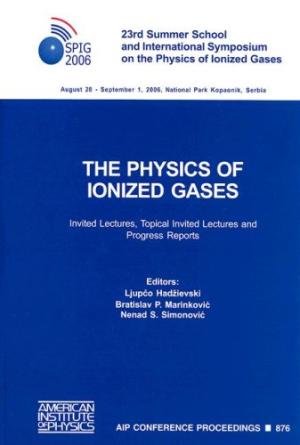 SPIG
2006
23rd Summer School
and International Symposium
on the Physics of Ionized Gases
August 28 - September 1, 2006, National Park Kopaonik, Serbia
THE PHYSICS OF
IONIZED GASES
Invited Lectures, Topical Invited Lectures and
Progress Reports
Editors:
Ljupčo Hadžievski
Bratislav P. Marinković
Nenad S. Simonović
AMERICAN
INSTITUTE
OF PHYSICS
AIP CONFERENCE PROCEEDINGS ■ 876